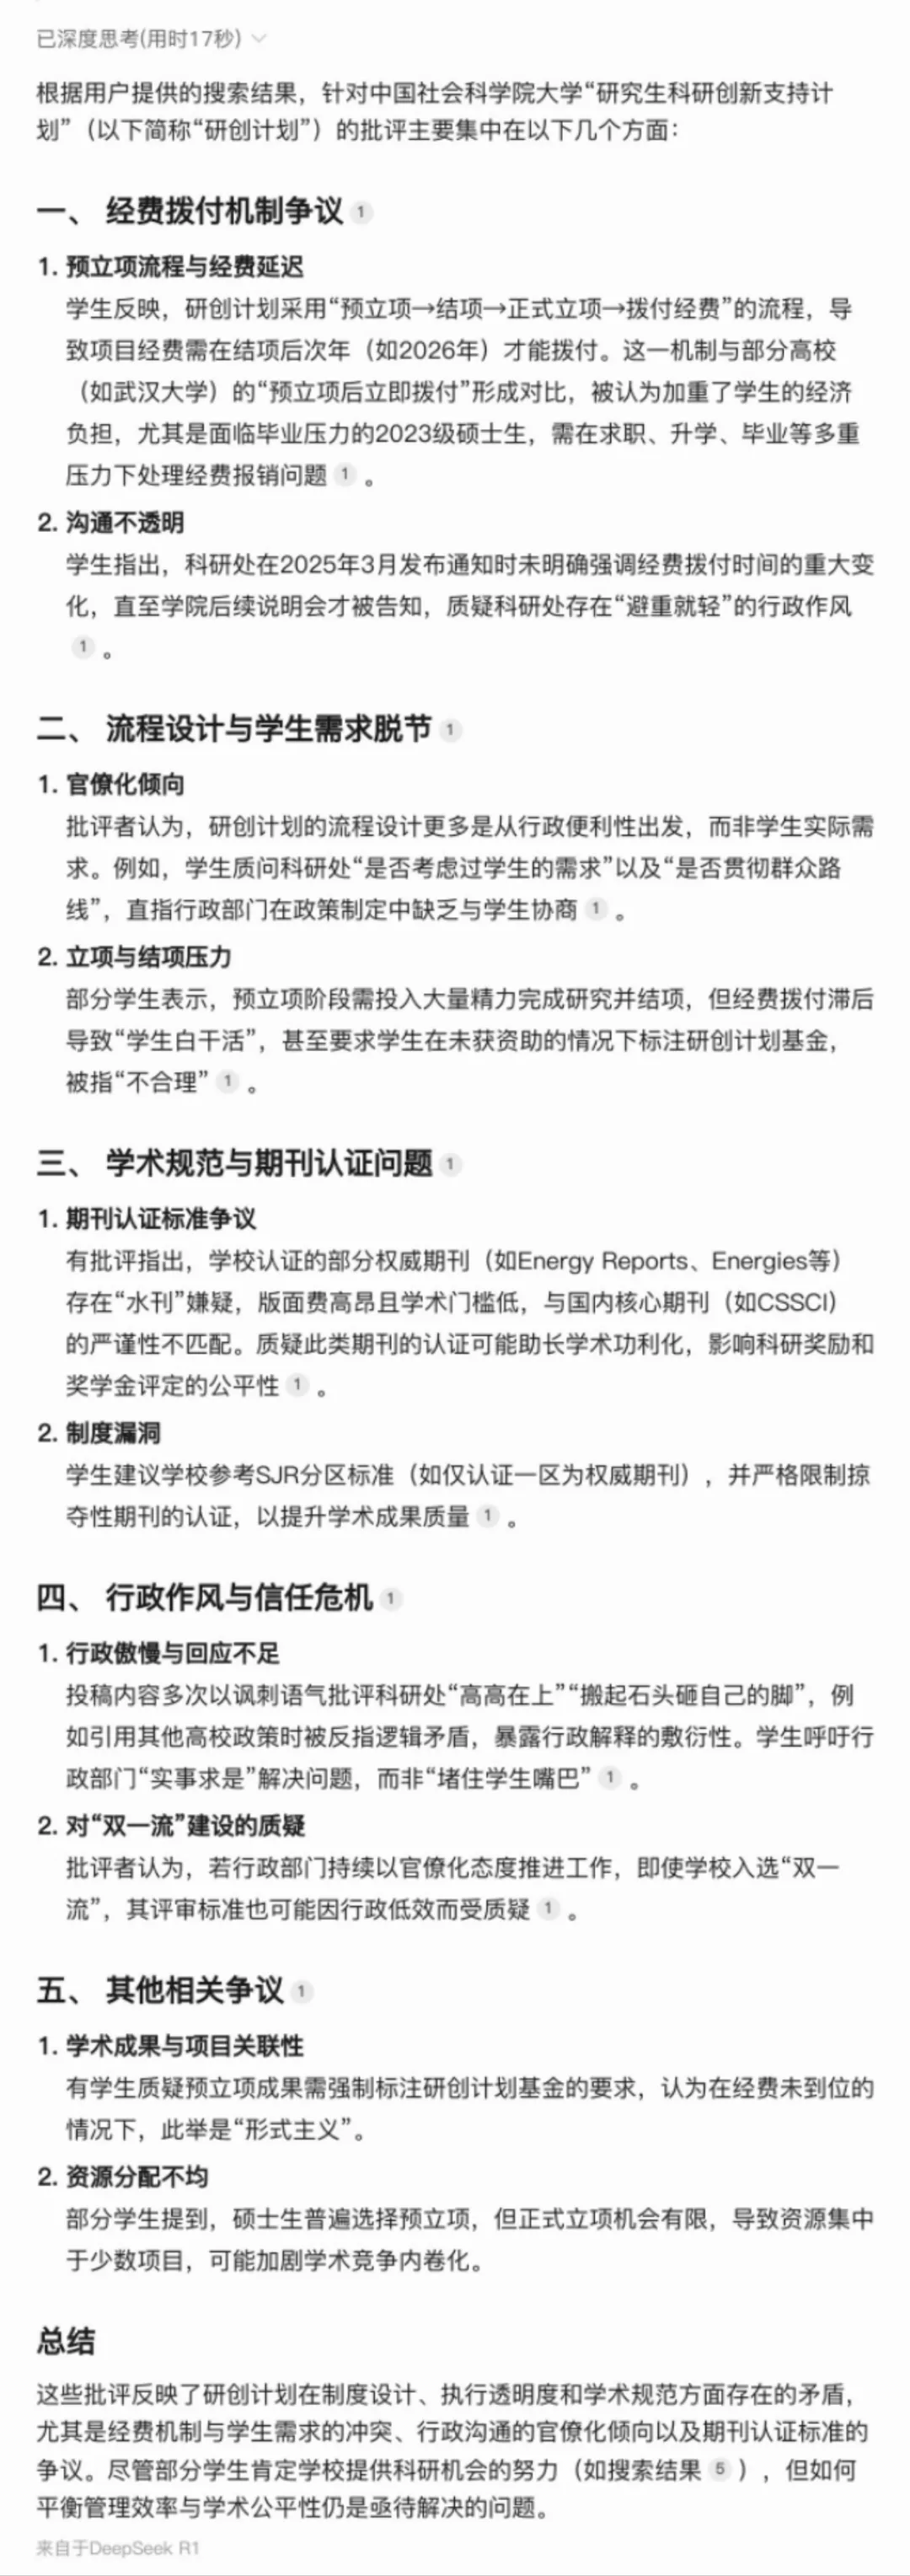 已深度思考(用时17秒)
根据用户提供的搜索结果，针对中国社会科学院大学“研究生科研创新支持计
划”（以下简称“研创计划”）的批评主要集中在以下几个方面：
一、 经费拨付机制争议 1
1. 预立项流程与经费延迟
学生反映，研创计划采用“预立项→结项→正式立项→拨付经费”的流程，导
致项目经费需在结项后次年（如2026年）才能拨付。这一机制与部分高校
（如武汉大学）的“预立项后立即拨付”形成对比，被认为加重了学生的经济
负担，尤其是面临毕业压力的2023级硕士生，需在求职、升学、毕业等多重
压力下处理经费报销问题 1 。
2. 沟通不透明
学生指出，科研处在2025年3月发布通知时未明确强调经费拨付时间的重大变
化，直至学院后续说明会才被告知，质疑科研处存在“避重就轻”的行政作风
1 。
二、 流程设计与学生需求脱节 1
1. 官僚化倾向
批评者认为，研创计划的流程设计更多是从行政便利性出发，而非学生实际需
求。例如，学生质问科研处“是否考虑过学生的需求”以及“是否贯彻群众路
线”，直指行政部门在政策制定中缺乏与学生协商 1 。
2. 立项与结项压力
部分学生表示，预立项阶段需投入大量精力完成研究并结项，但经费拨付滞后
导致“学生白干活”，甚至要求学生在未获资助的情况下标注研创计划基金，
被指“不合理” 1 。
三、 学术规范与期刊认证问题 1
1. 期刊认证标准争议
有批评指出，学校认证的部分权威期刊（如Energy Reports、Energies等）
存在“水刊”嫌疑，版面费高昂且学术门槛低，与国内核心期刊（如CSSCI）
的严谨性不匹配。质疑此类期刊的认证可能助长学术功利化，影响科研奖励和
奖学金评定的公平性 1 。
2. 制度漏洞
学生建议学校参考SJR分区标准（如仅认证一区为权威期刊），并严格限制掠
夺性期刊的认证，以提升学术成果质量 1 。
四、 行政作风与信任危机 1
1. 行政傲慢与回应不足
投稿内容多次以讽刺语气批评科研处“高高在上”“搬起石头砸自己的脚”，例
如引用其他高校政策时被反指逻辑矛盾，暴露行政解释的敷衍性。学生呼吁行
政部门“实事求是”解决问题，而非“堵住学生嘴巴” 1 。
2. 对“双一流”建设的质疑
批评者认为，若行政部门持续以官僚化态度推进工作，即使学校入选“双一
流”，其评审标准也可能因行政低效而受质疑 1 。
五、 其他相关争议 1
1. 学术成果与项目关联性
有学生质疑预立项成果需强制标注研创计划基金的要求，认为在经费未到位的
情况下，此举是“形式主义”。
2. 资源分配不均
部分学生提到，硕士生普遍选择预立项，但正式立项机会有限，导致资源集中
于少数项目，可能加剧学术竞争内卷化。
总结
这些批评反映了研创计划在制度设计、执行透明度和学术规范方面存在的矛盾，
尤其是经费机制与学生需求的冲突、行政沟通的官僚化倾向以及期刊认证标准的
争议。尽管部分学生肯定学校提供科研机会的努力（如搜索结果 5 ），但如何
平衡管理效率与学术公平性仍是亟待解决的问题。
来自于DeepSeek R1